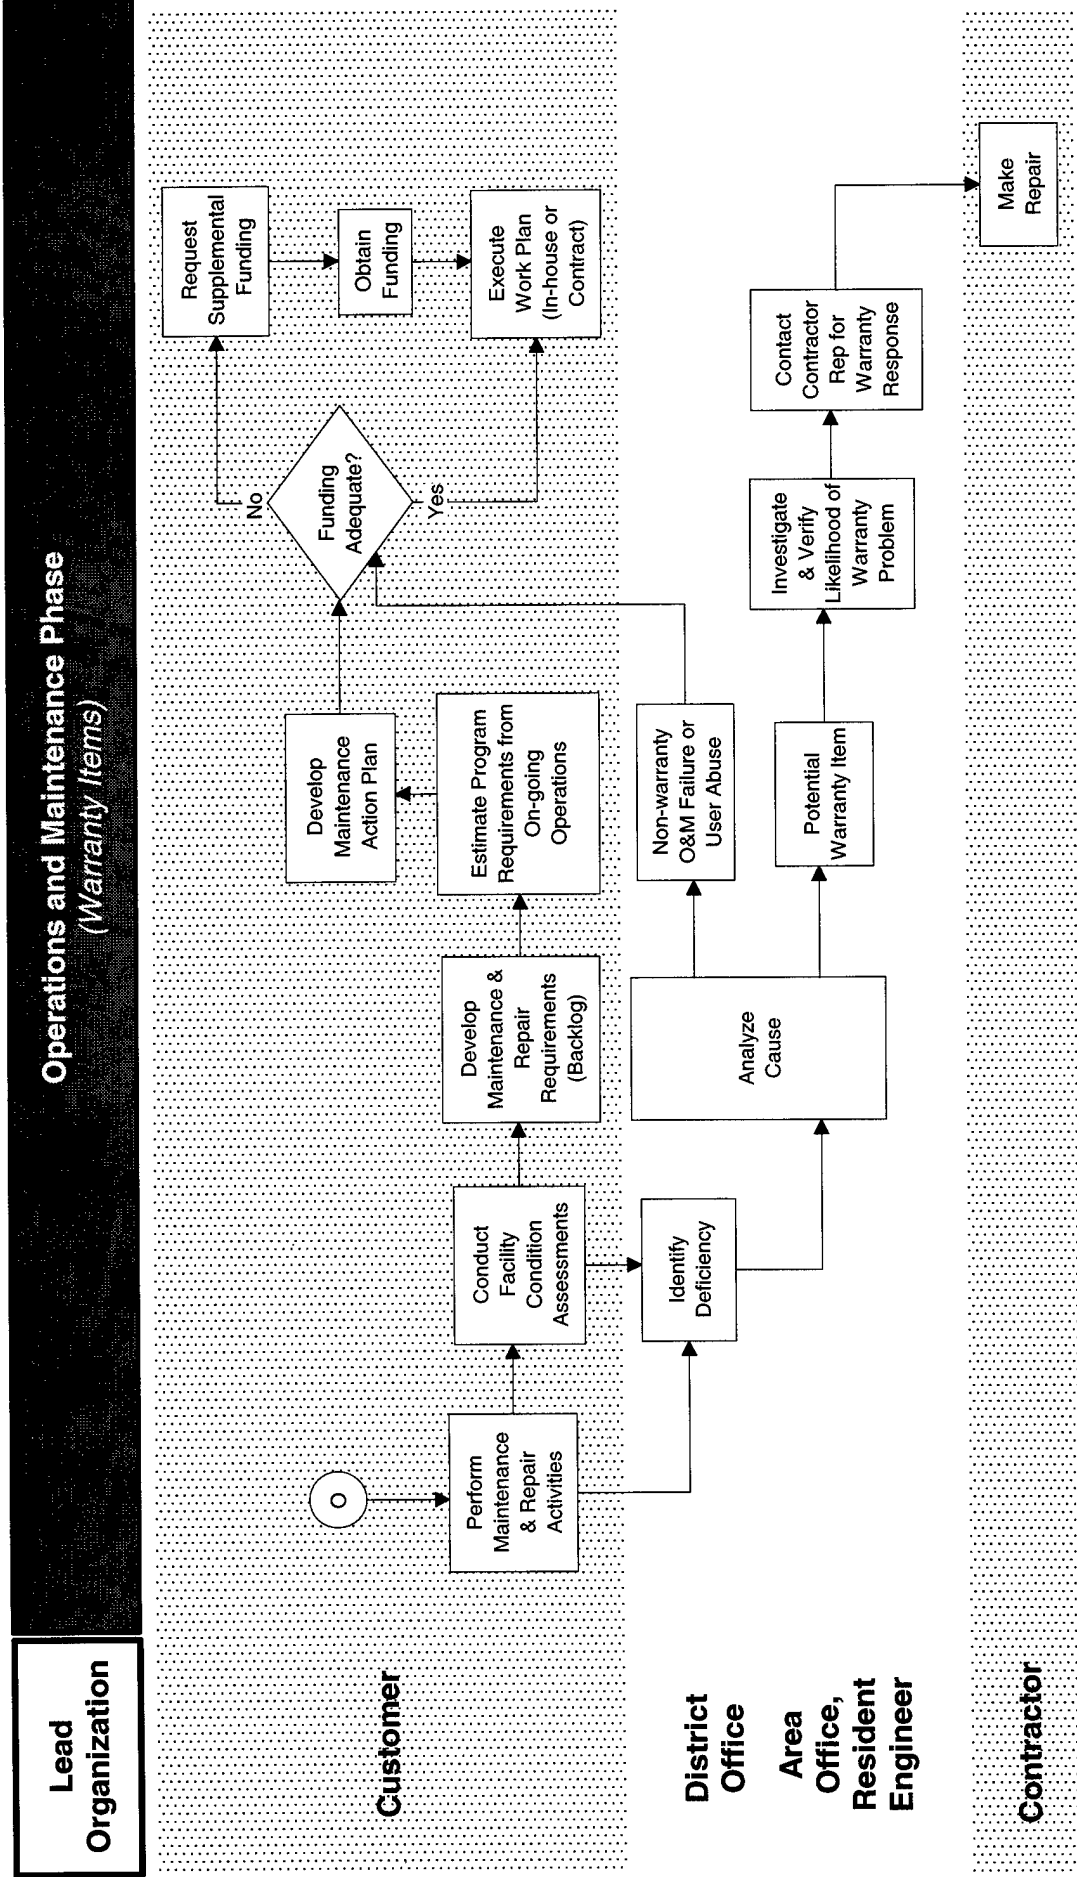 Operations and Maintenance Phase
(Warranty Items)
Lead
Organization
Customer
O
Perform
Maintenance
& Repair
Activities
Conduct
Facility
Condition
Assessments
Develop
Maintenance &
Repair
Requirements
(Backlog)
Estimate Program
Requirements from
On-going
Operations
Develop
Maintenance
Action Plan
Funding
Adequate?
No
Yes
Request
Supplemental
Funding
Obtain
Funding
Execute
Work Plan
(In-house or
Contract)
District
Office
Area
Office,
Resident
Engineer
Identify
Deficiency
Analyze
Cause
Non-warranty
O&M Failure or
User Abuse
Potential
Warranty Item
Investigate
& Verify
Likelihood of
Warranty
Problem
Contact
Contractor
Rep for
Warranty
Response
Contractor
Make
Repair